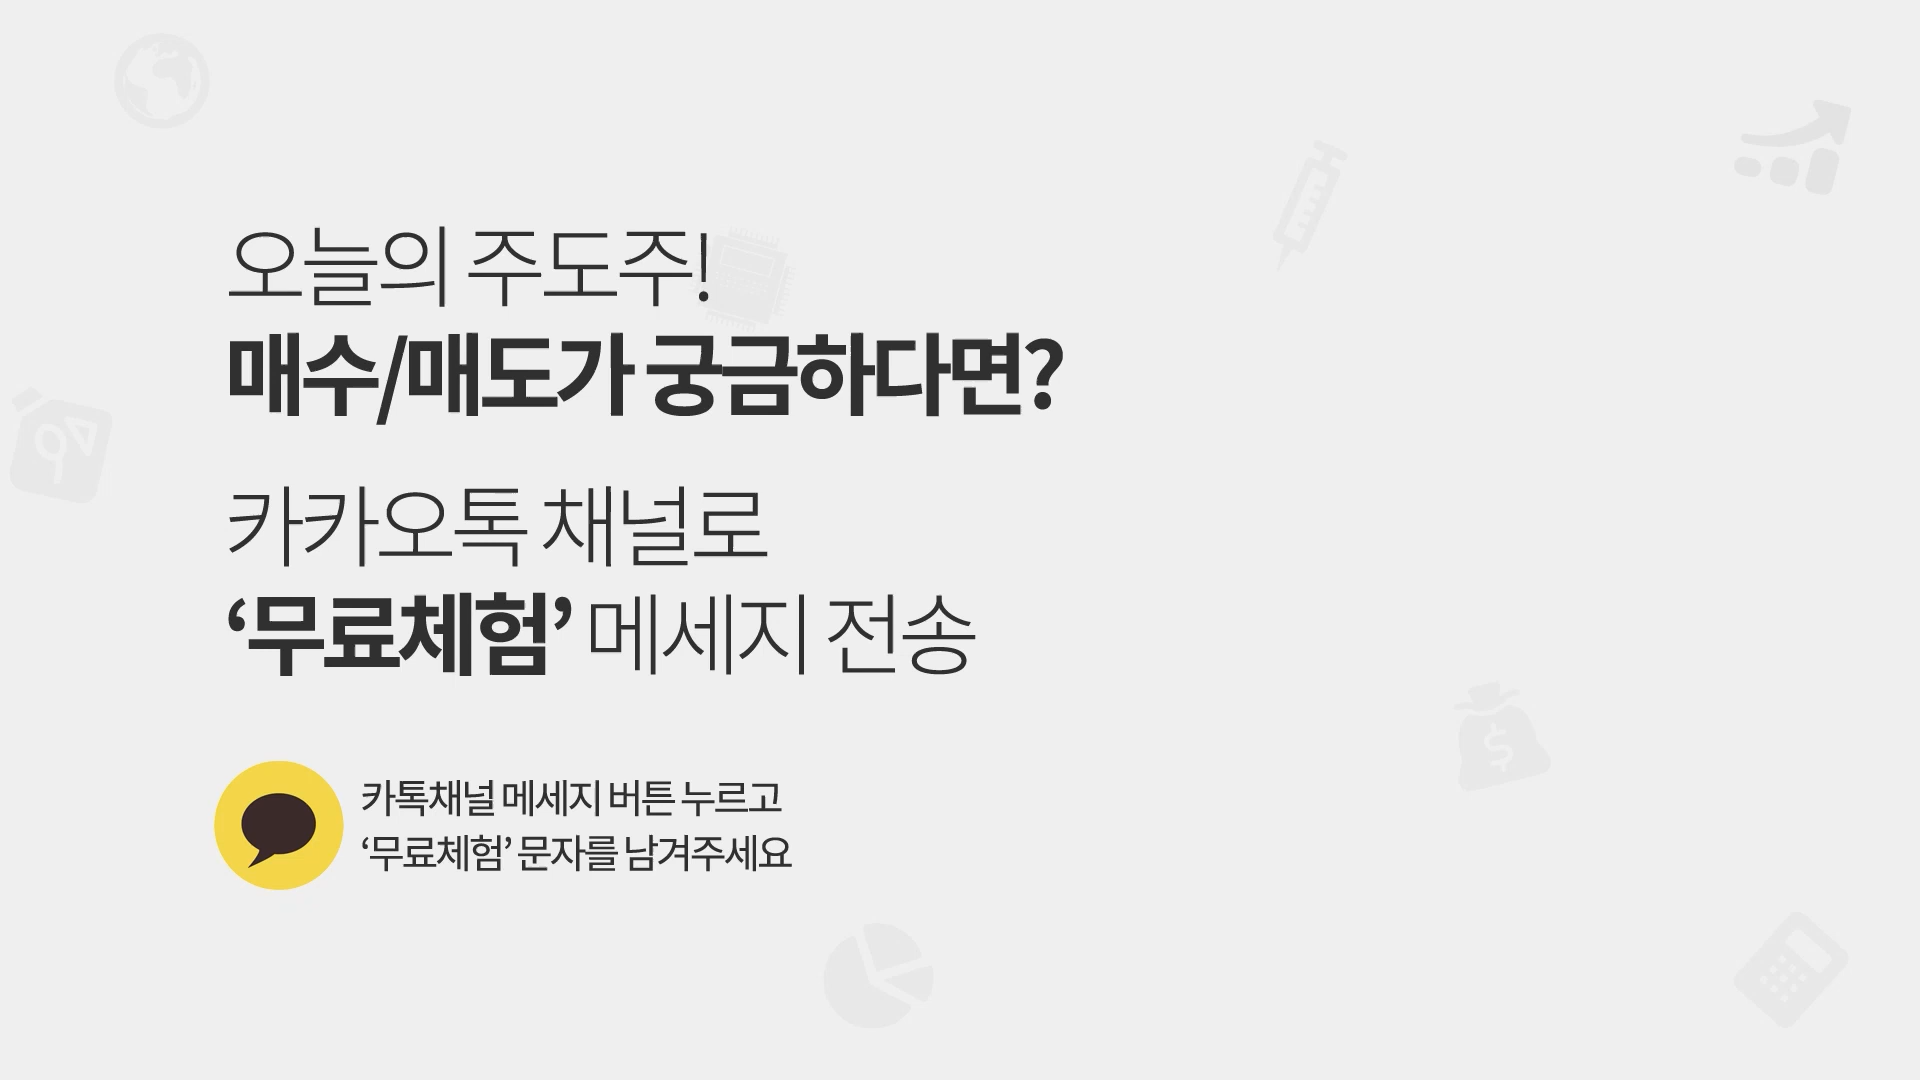 오늘의 주도주!
매수/매도가 궁금하다면?
카카오톡 채널로
‘무료체험’ 메세지 전송
카톡채널 메세지 버튼 누르고
‘무료체험’ 문자를 남겨주세요